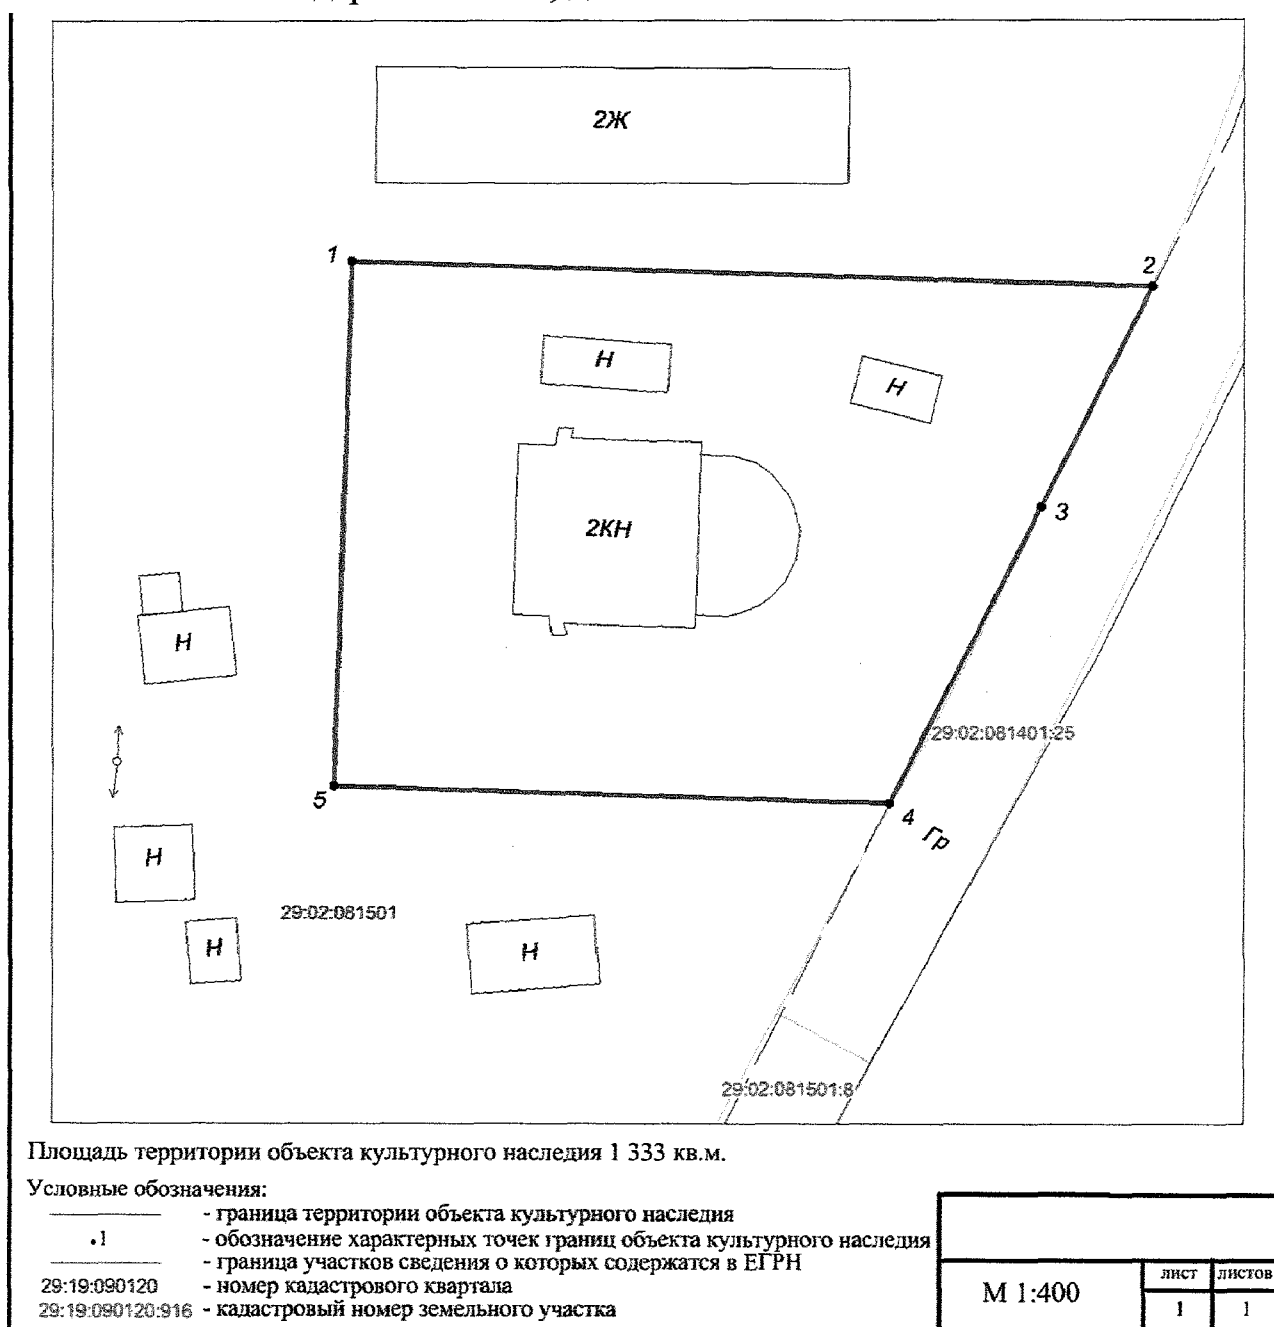 2Ж
1
2
Н
Н
3
2КН
Н
29:02:081401:25
5
4
Гр
Н
29:02:081501
Н
Н
29:02:081501:8
Площадь территории объекта культурного наследия 1 333 кв.м.
Условные обозначения:
- граница территории объекта культурного наследия
.1 - обозначение характерных точек границ объекта культурного наследия
- граница участков сведения о которых содержатся в ЕГРН
29:19:090120 - номер кадастрового квартала
29:19:090120:916 - кадастровый номер земельного участка
М 1:400
лист листов
1 1